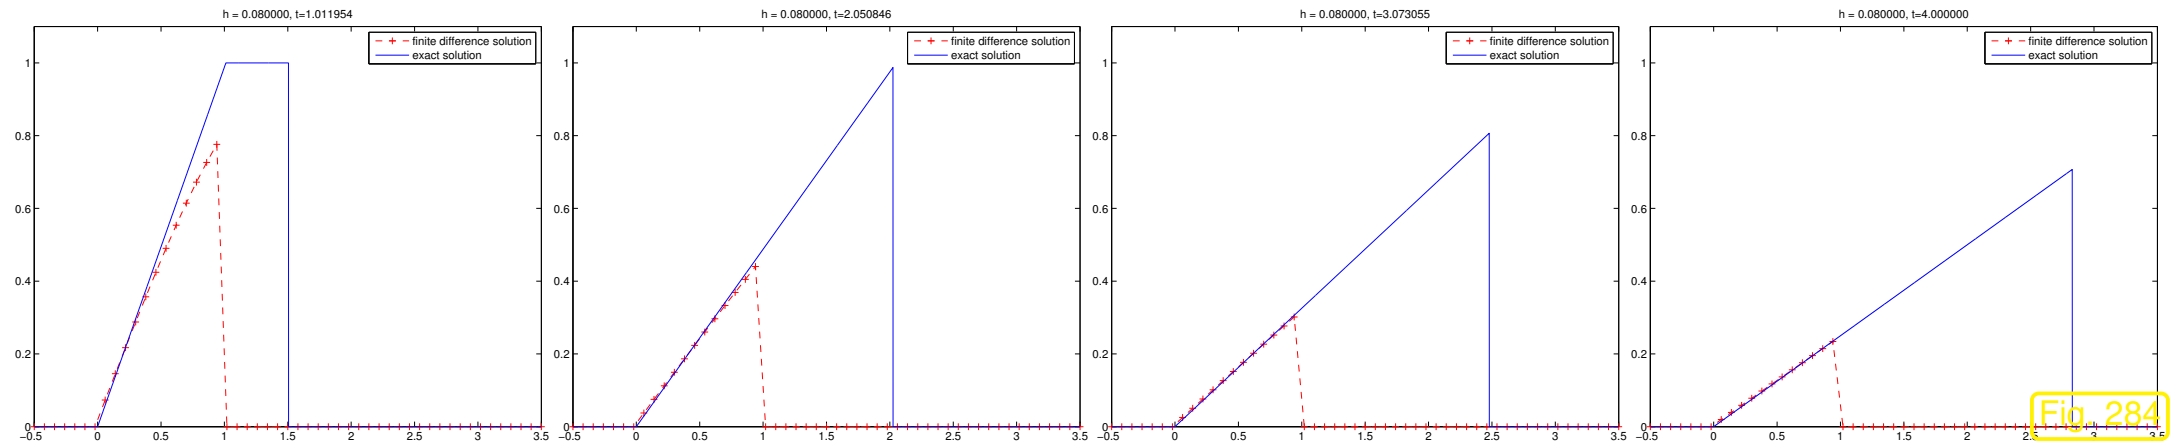 h = 0.080000, t=1.011954
finite difference solution
exact solution
1
0.8
0.6
0.4
0.2
0
−0.5 0 0.5 1 1.5 2 2.5 3 3.5
h = 0.080000, t=2.050846
finite difference solution
exact solution
1
0.8
0.6
0.4
0.2
0
−0.5 0 0.5 1 1.5 2 2.5 3 3.5
h = 0.080000, t=3.073055
finite difference solution
exact solution
1
0.8
0.6
0.4
0.2
0
−0.5 0 0.5 1 1.5 2 2.5 3 3.5
h = 0.080000, t=4.000000
finite difference solution
exact solution
1
0.8
0.6
0.4
0.2
0
−0.5 0 0.5 1 1.5 2 2.5 3 3.5
Fig. 284